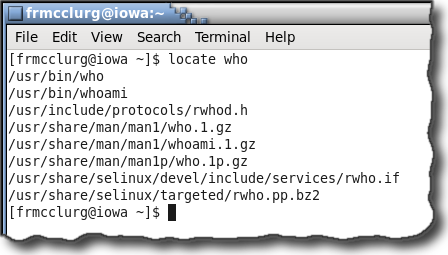 frmcclurg@iowa:~
File Edit View Search Terminal Help
[frmcclurg@iowa ~]$ locate who
/usr/bin/who
/usr/bin/whoami
/usr/include/protocols/rwhod.h
/usr/share/man/man1/who.1.gz
/usr/share/man/man1/whoami.1.gz
/usr/share/man/man1p/who.1p.gz
/usr/share/selinux/devel/include/services/rwho.if
/usr/share/selinux/targeted/rwho.pp.bz2
[frmcclurg@iowa ~]$